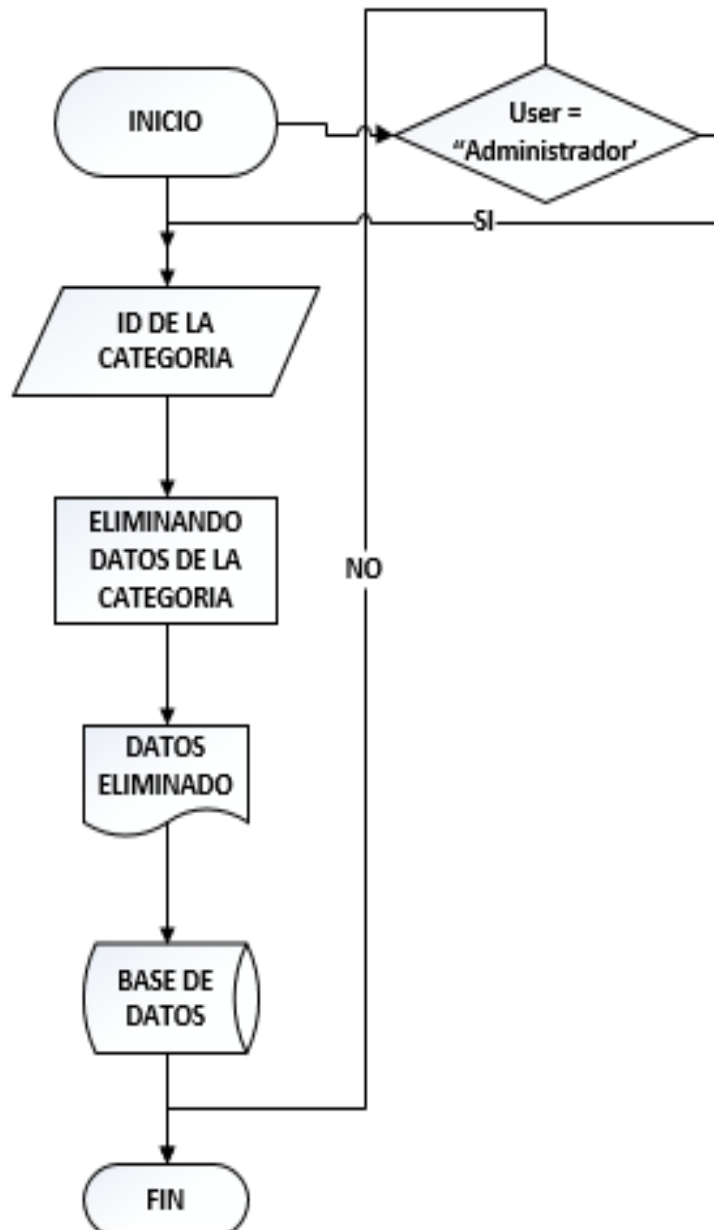 INICIO
User =
“Administrador'
SI
ID DE LA
CATEGORIA
ELIMINANDO
DATOS DE LA
CATEGORIA
NO
DATOS
ELIMINADO
BASE DE
DATOS
FIN